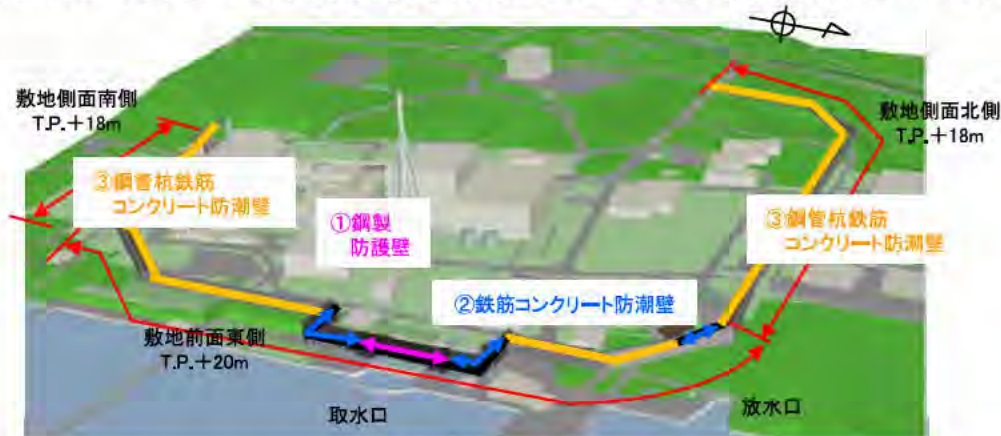 敷地側面南側
T.P.+18m
敷地側面北側
T.P.+18m
③鋼管杭鉄筋
コンクリート防潮壁
①鋼製
防護壁
③鋼管杭鉄筋
コンクリート防潮壁
②鉄筋コンクリート防潮壁
敷地前面東側
T.P.+20m
取水口
放水口